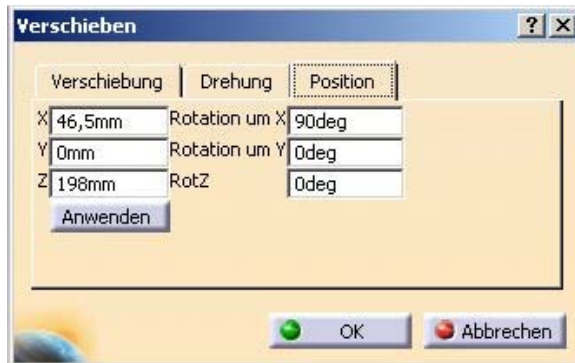 Verschieben ? X
Verschiebung Drehung Position
X 46,5mm Rotation um X 90deg
Y 0mm Rotation um Y 0deg
Z 198mm RotZ 0deg
Anwenden
OK Abbrechen